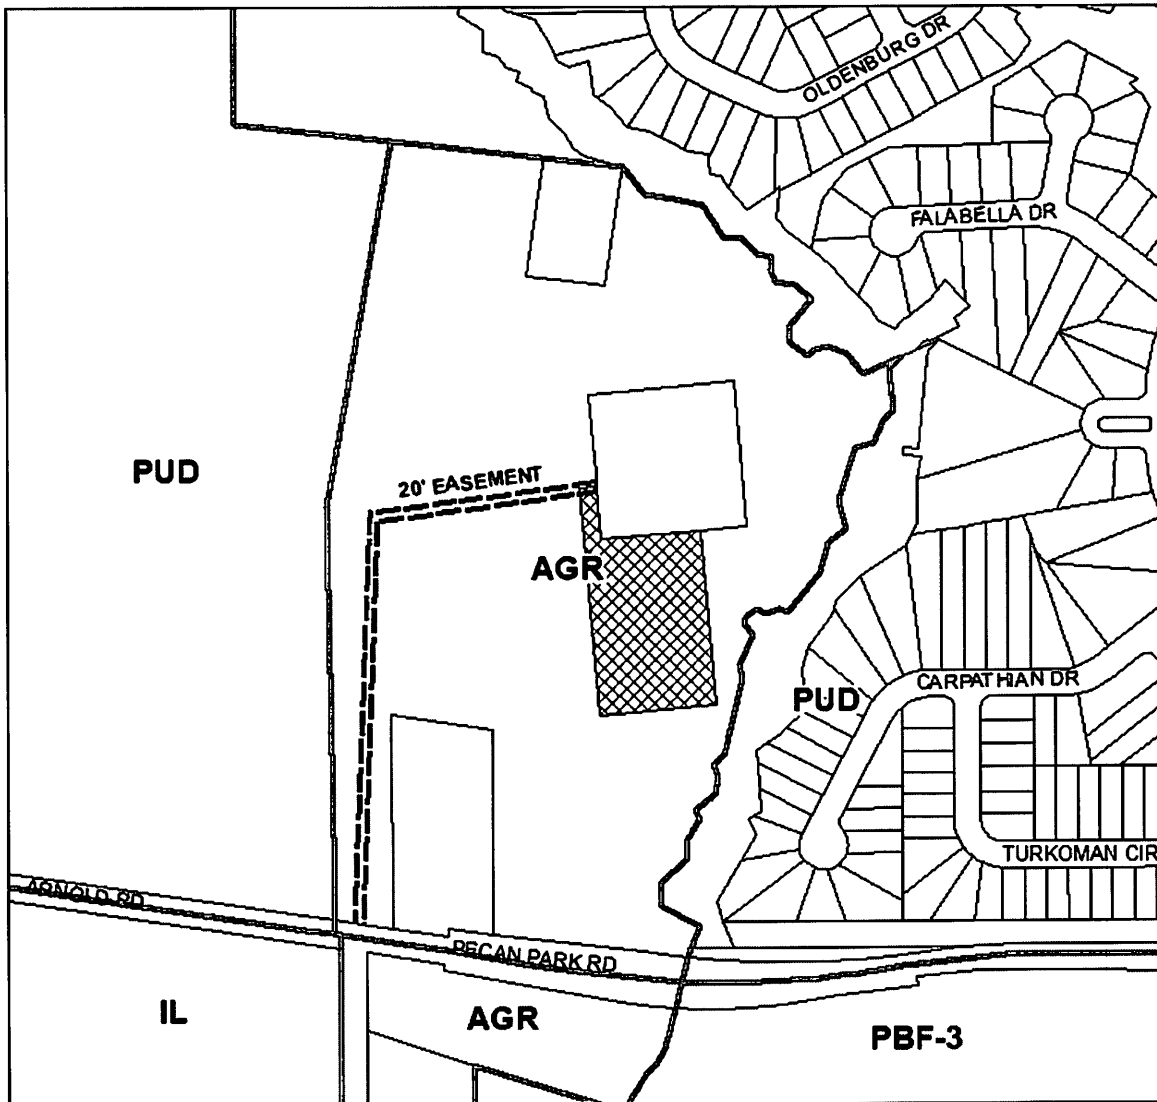 OLDENBURG DR
FALABELLA DR
PUD
20' EASEMENT
AGR
CARPATHIAN DR
PUD
TURKOMAN CIR
ARNOLD RD
PECAN PARK RD
IL
AGR
PBF-3